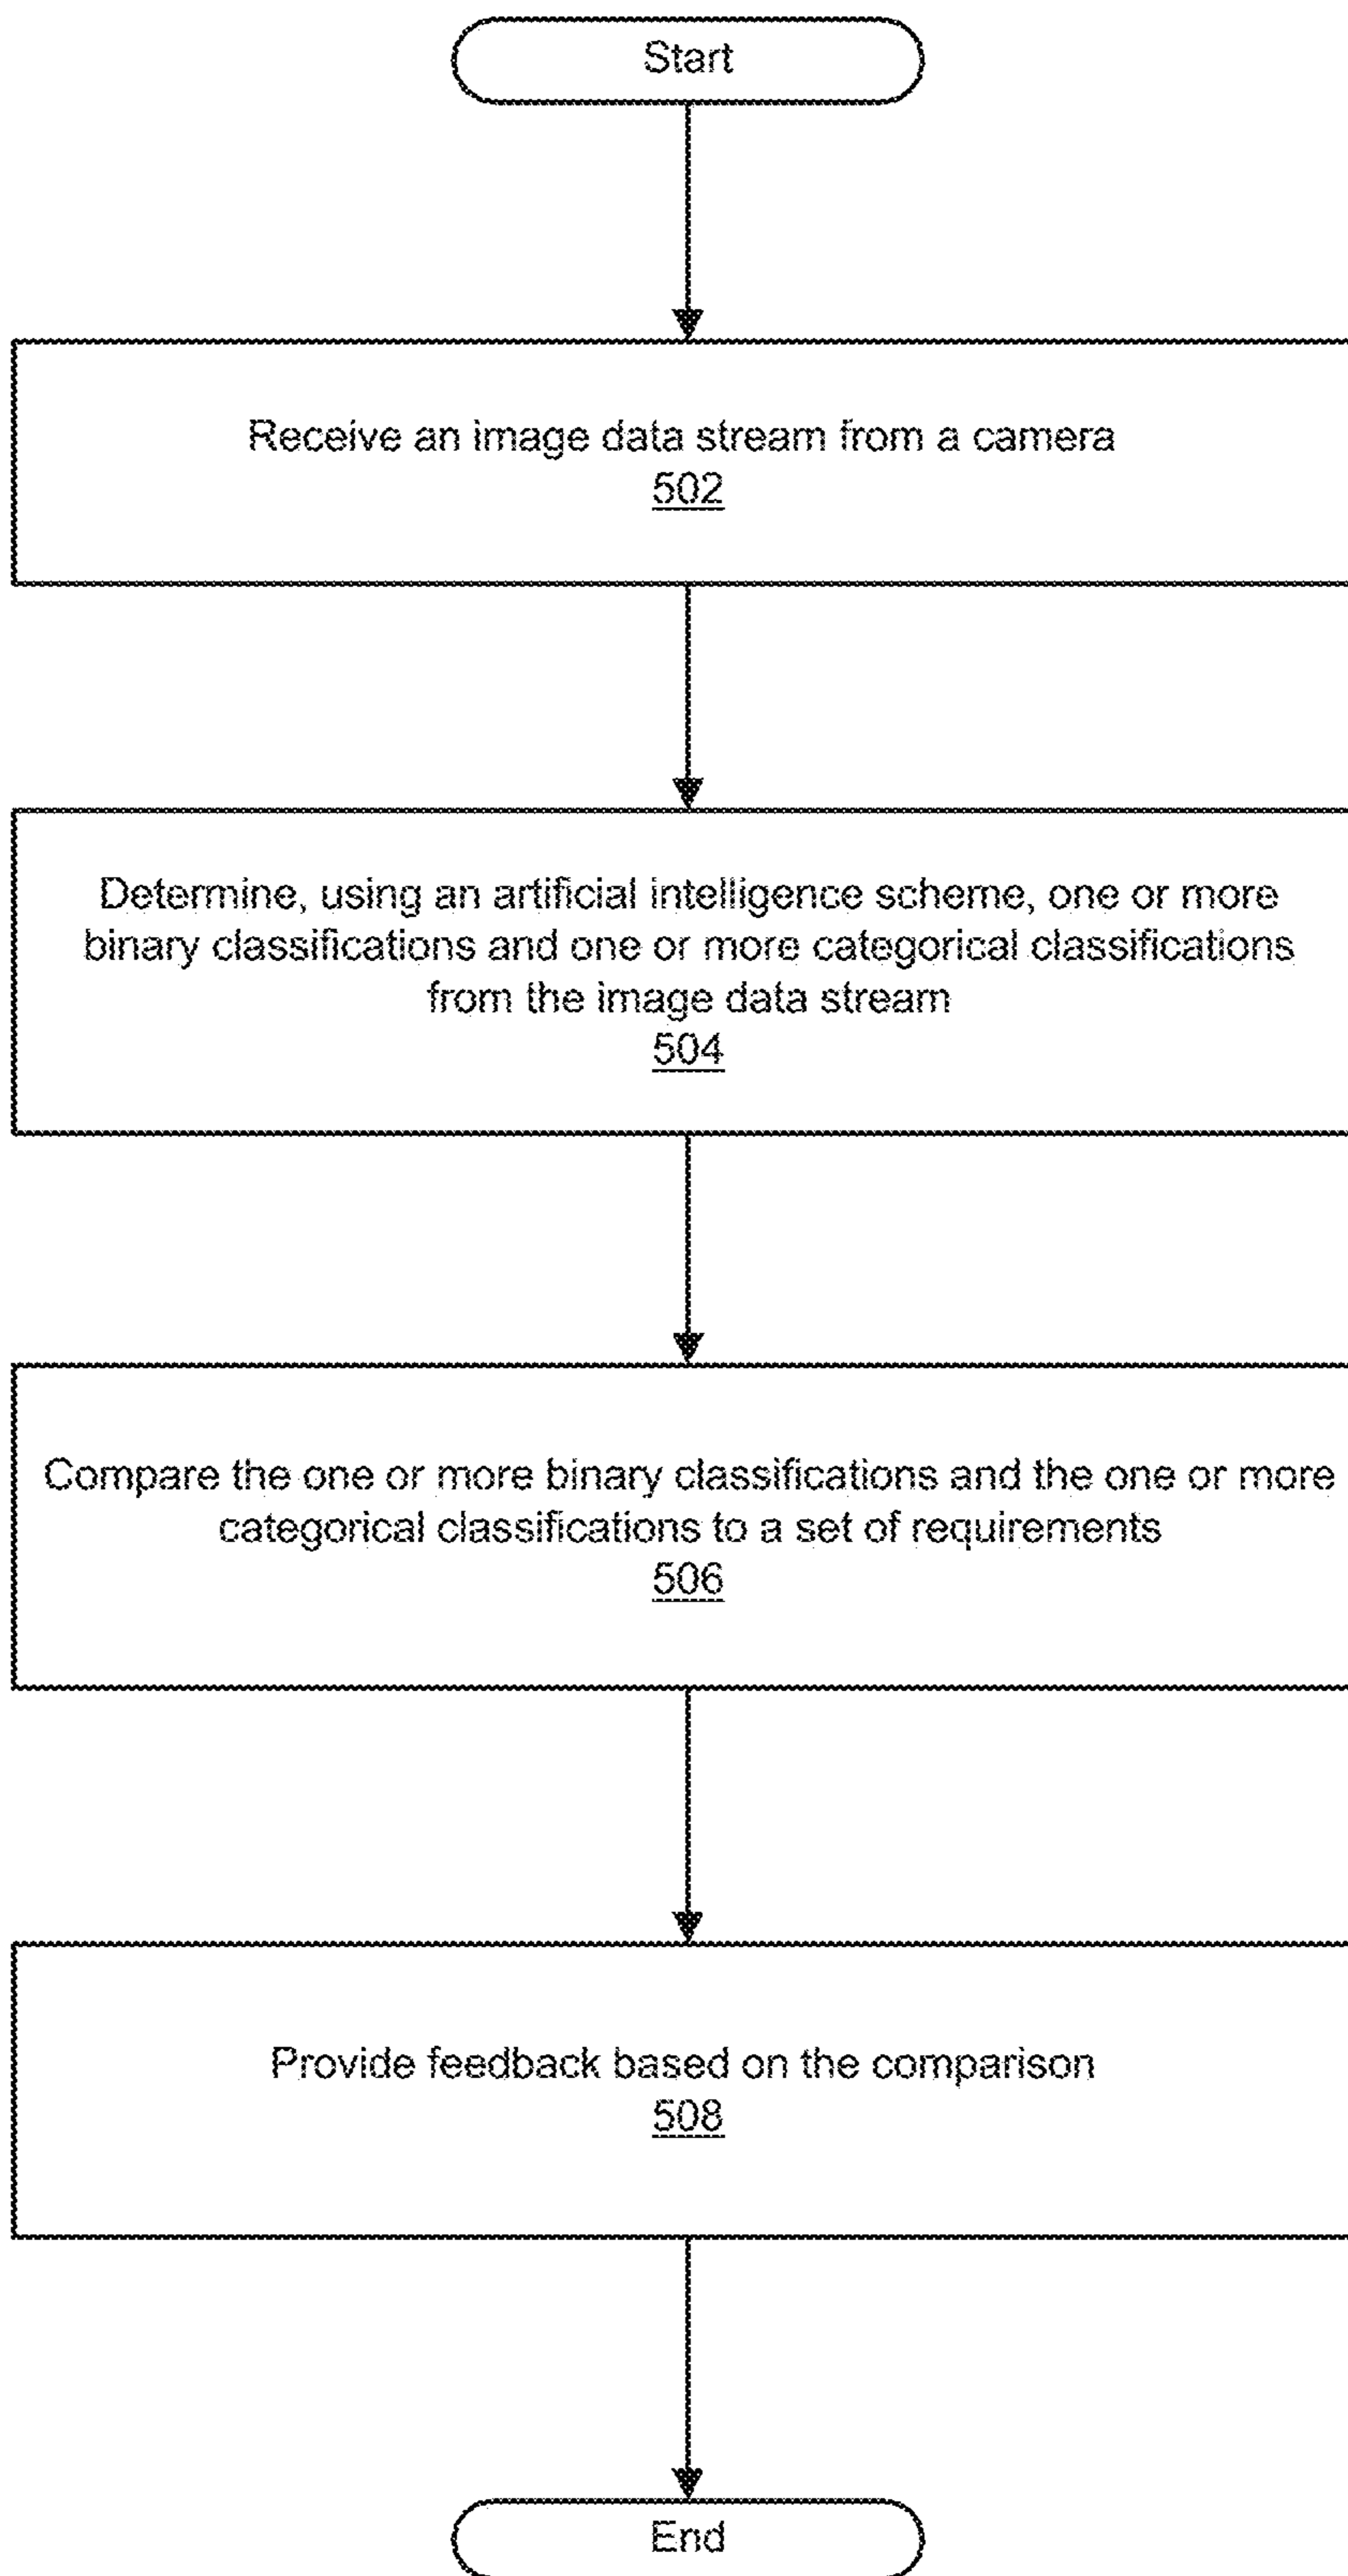 Start
Receive an image data stream from a camera
502
Determine, using an artificial intelligence scheme, one or more
binary classifications and one or more categorical classifications
from the image data stream
504
Compare the one or more binary classifications and the one or more
categorical classifications to a set of requirements
506
Provide feedback based on the comparison
508
End